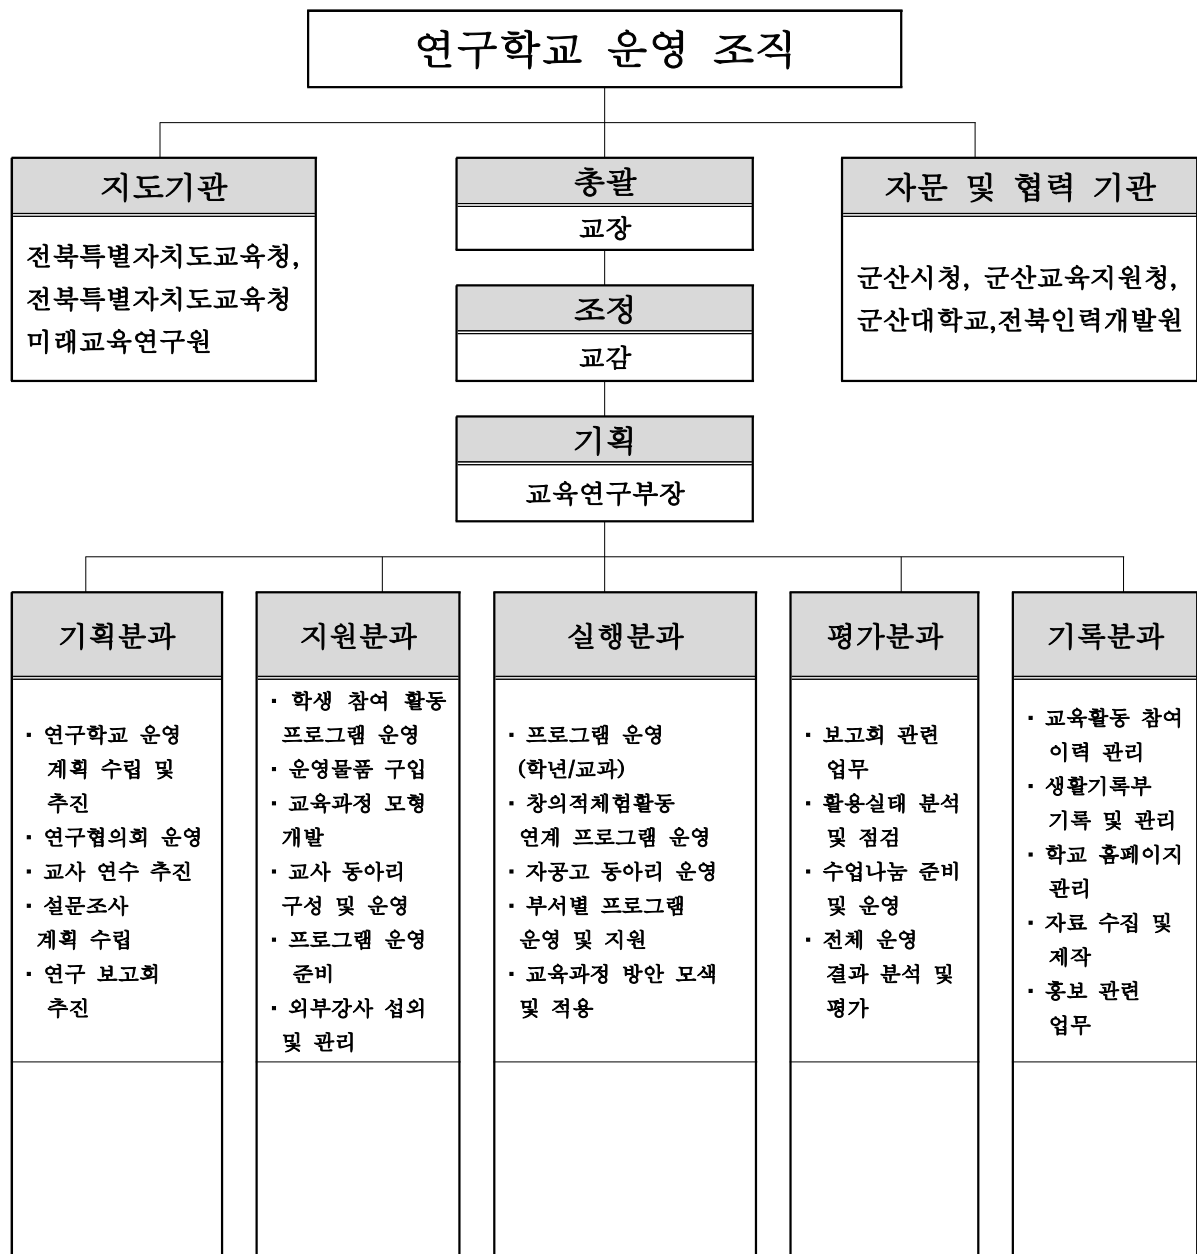 연구학교 운영 조직
지도기관
전북특별자치도교육청,
전북특별자치도교육청
미래교육연구원
총괄
교장
조정
교감
기획
교육연구부장
자문 및 협력 기관
군산시청, 군산교육지원청,
군산대학교,전북인력개발원
기획분과
· 연구학교 운영
계획 수립 및
추진
· 연구협의회 운영
· 교사 연수 추진
· 설문조사
계획 수립
· 연구 보고회
추진
지원분과
· 학생 참여 활동
프로그램 운영
· 운영물품 구입
· 교육과정 모형
개발
· 교사 동아리
구성 및 운영
· 프로그램 운영
준비
· 외부강사 섭외
및 관리
실행분과
· 프로그램 운영
(학년/교과)
· 창의적체험활동
연계 프로그램 운영
· 자공고 동아리 운영
· 부서별 프로그램
운영 및 지원
· 교육과정 방안 모색
및 적용
평가분과
· 보고회 관련
업무
· 활용실태 분석
및 점검
· 수업나눔 준비
및 운영
· 전체 운영
결과 분석 및
평가
기록분과
· 교육활동 참여
이력 관리
· 생활기록부
기록 및 관리
· 학교 홈페이지
관리
· 자료 수집 및
제작
· 홍보 관련
업무